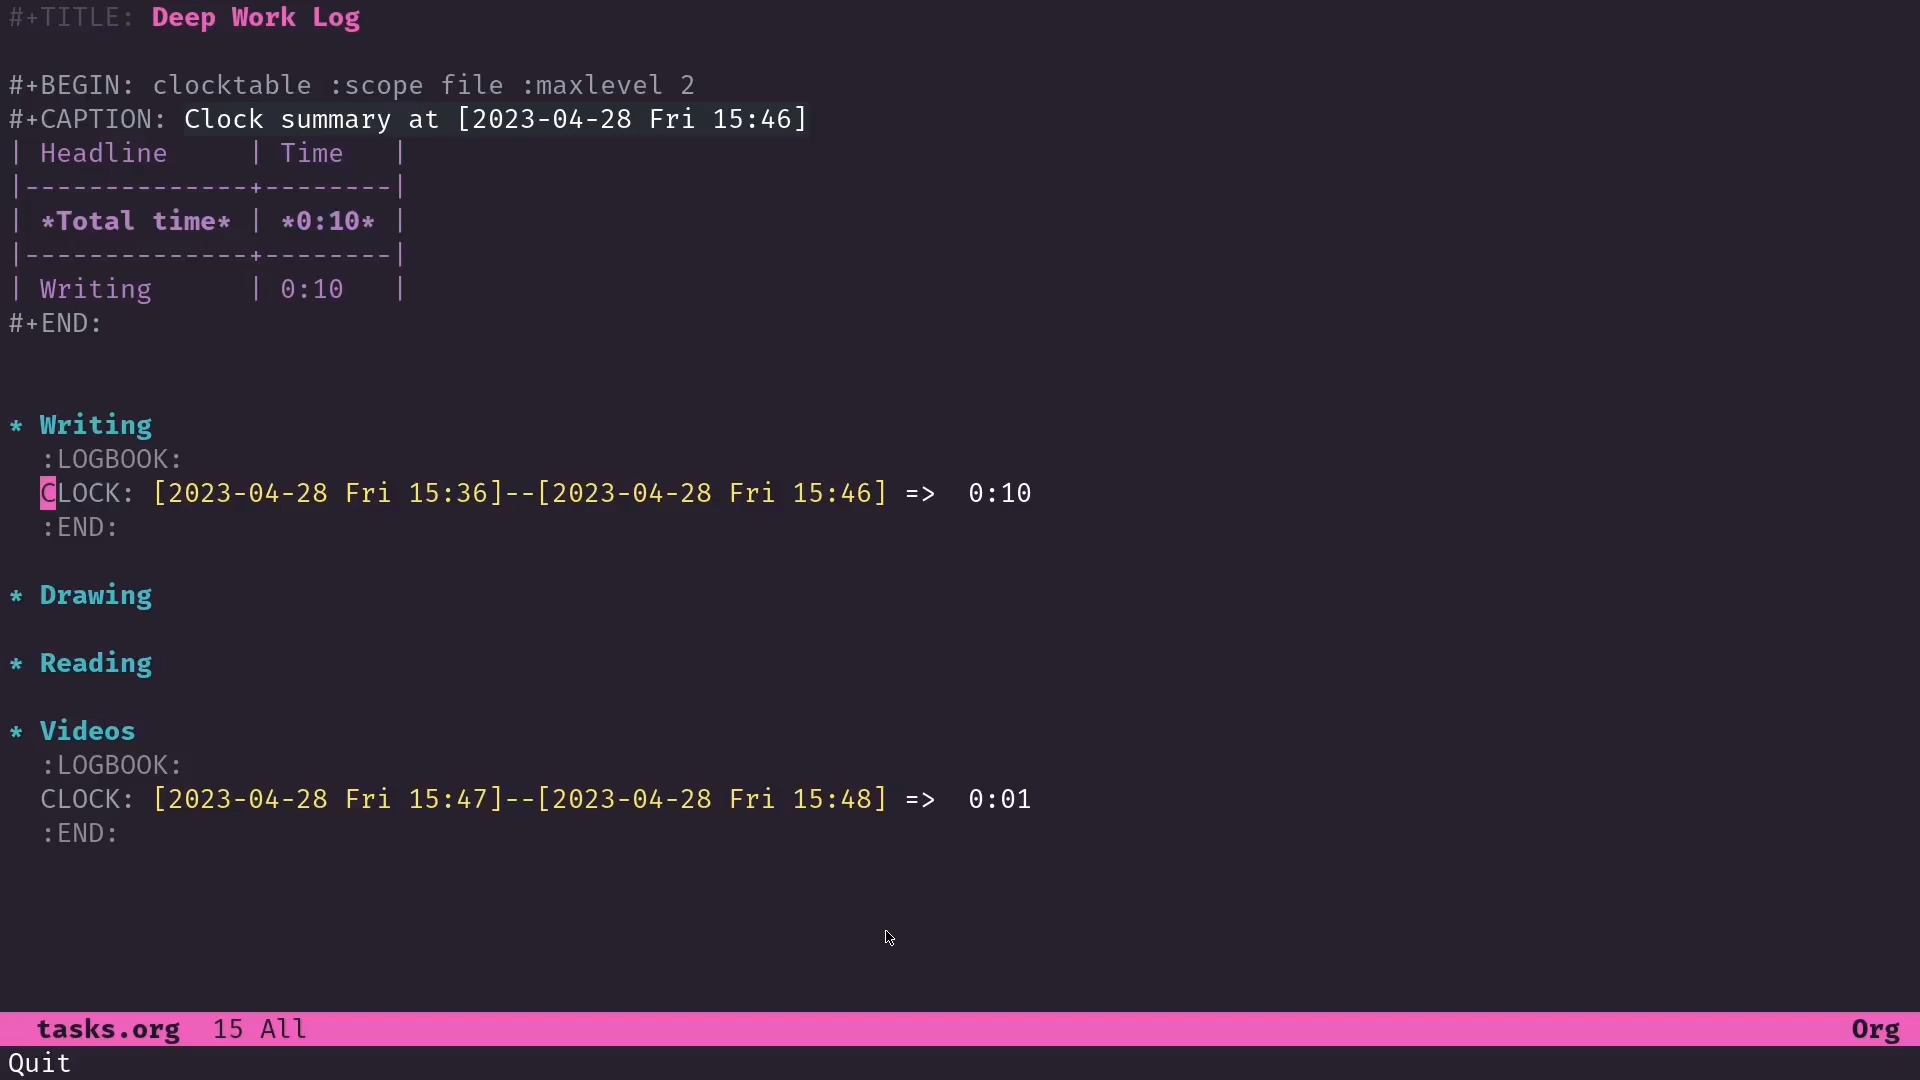 #+TITLE: Deep Work Log
#+BEGIN: clocktable :scope file :maxlevel 2
#+CAPTION: Clock summary at [2023-04-28 Fri 15:46]
| Headline     | Time   |
|--------------+--------|
| *Total time* | *0:10* |
|--------------+--------|
| Writing      | 0:10   |
#+END:
* Writing
  :LOGBOOK:
  CLOCK: [2023-04-28 Fri 15:36]--[2023-04-28 Fri 15:46] =>  0:10
  :END:
* Drawing
* Reading
* Videos
  :LOGBOOK:
  CLOCK: [2023-04-28 Fri 15:47]--[2023-04-28 Fri 15:48] =>  0:01
  :END:
tasks.org  15 All Org
Quit